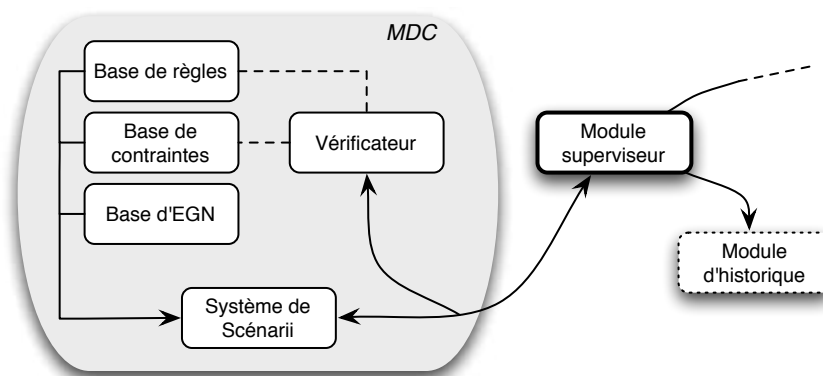 MDC
Base de règles
Base de
contraintes
Vérificateur
Module
superviseur
Base d'EGN
Module
d'historique
Système de
Scénarii